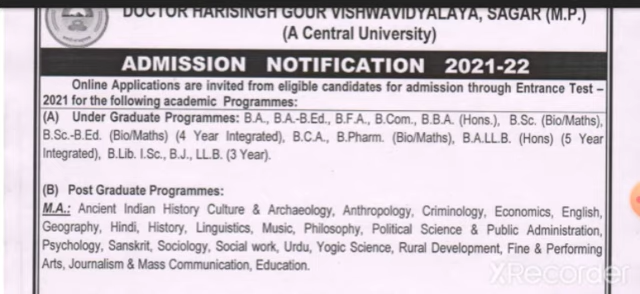 DOCTOR HARISINGH GOUR VISHWAVIDYALAYA, SAGAR (M.P.)
(A Central University)
ADMISSION NOTIFICATION 2021-22
Online Applications are invited from eligible candidates for admission through Entrance Test –
2021 for the following academic Programmes:
(A) Under Graduate Programmes: B.A., B.A.-B.Ed., B.F.A., B.Com., B.B.A. (Hons.), B.Sc. (Bio/Maths),
B.Sc.-B.Ed. (Bio/Maths) (4 Year Integrated), B.C.A., B.Pharm. (Bio/Maths), B.A.LL.B. (Hons) (5 Year
Integrated), B.Lib. I.Sc., B.J., LL.B. (3 Year).
(B) Post Graduate Programmes:
M.A.: Ancient Indian History Culture & Archaeology, Anthropology, Criminology, Economics, English,
Geography, Hindi, History, Linguistics, Music, Philosophy, Political Science & Public Administration,
Psychology, Sanskrit, Sociology, Social work, Urdu, Yogic Science, Rural Development, Fine & Performing
Arts, Journalism & Mass Communication, Education.
XRecorder